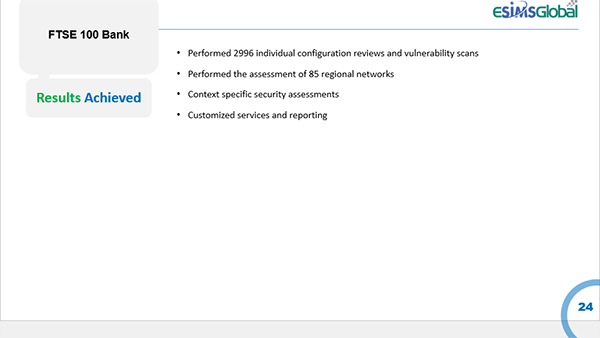 ESiMSGlobal
FTSE 100 Bank
Results Achieved
• Performed 2996 individual configuration reviews and vulnerability scans
• Performed the assessment of 85 regional networks
• Context specific security assessments
• Customized services and reporting
24